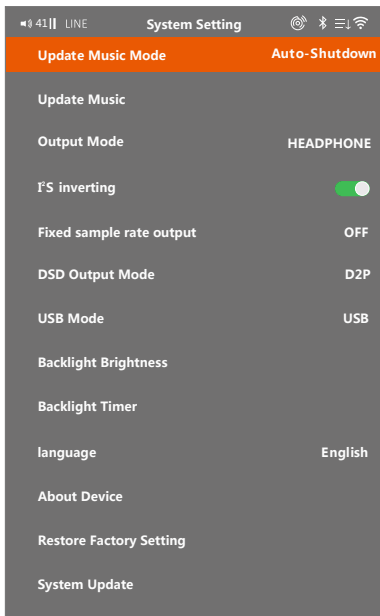 41 LINE System Setting
Update Music Mode Auto-Shutdown
Update Music
Output Mode HEADPHONE
I²S inverting
Fixed sample rate output OFF
DSD Output Mode D2P
USB Mode USB
Backlight Brightness
Backlight Timer
language English
About Device
Restore Factory Setting
System Update